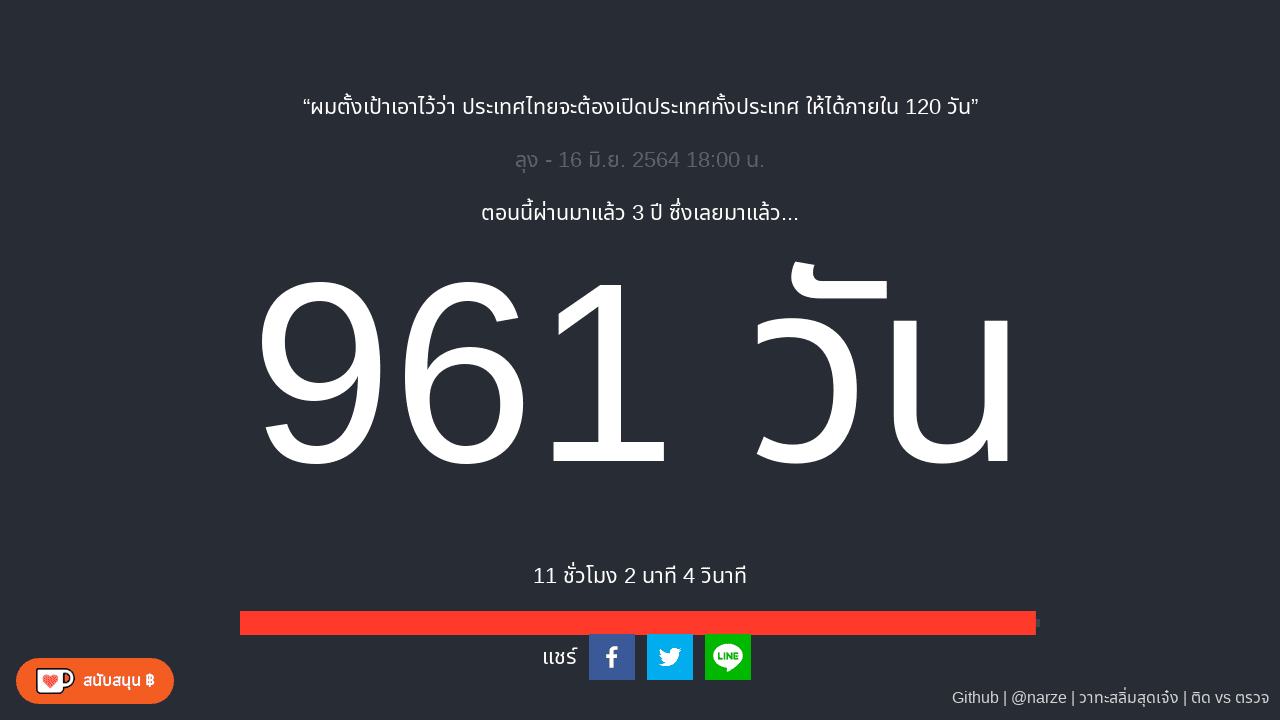 “ผมตั้งเป้าเอาไว้ว่า ประเทศไทยจะต้องเปิดประเทศทั้งประเทศ ให้ได้ภายใน 120 วัน”
ลุง - 16 มิ.ย. 2564 18:00 น.
ตอนนี้ผ่านมาแล้ว 3 ปี ซึ่งเลยมาแล้ว...
961 วัน
11 ชั่วโมง 2 นาที 4 วินาที
แชร์
LINE
สนับสนุน ฿
Github | @narze | วาทะสลิ่มสุดเจ๋ง | ติด vs ตรวจ